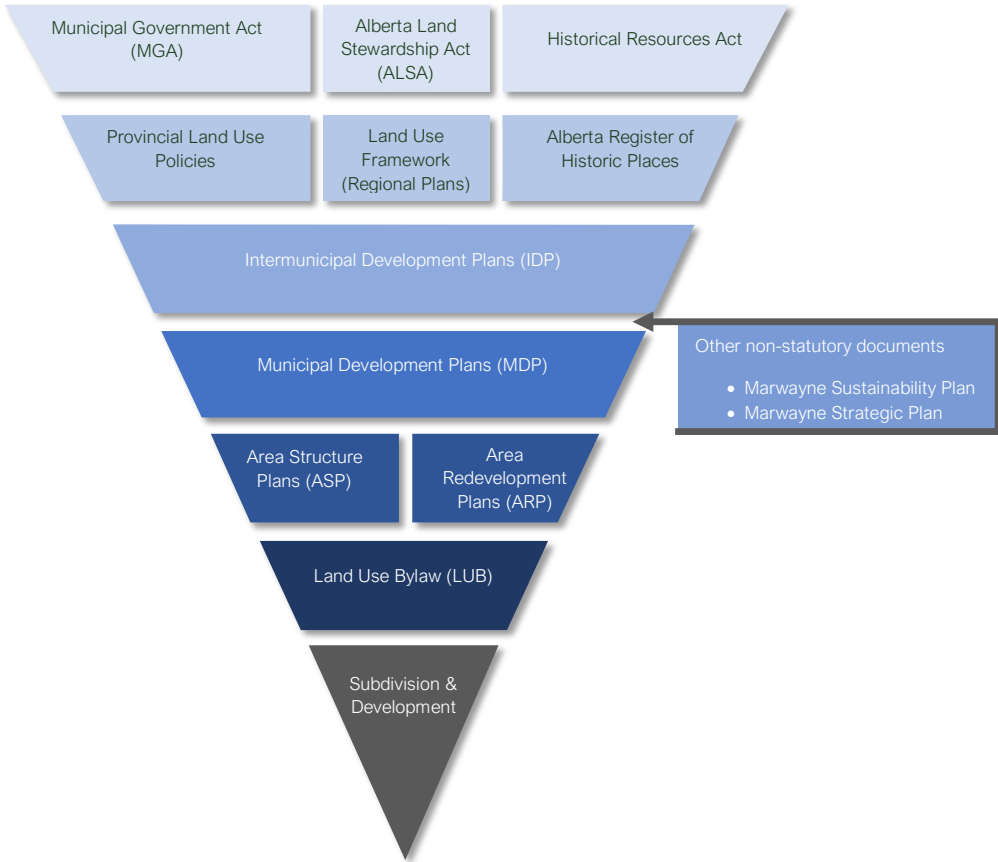 Municipal Government Act
(MGA)
Alberta Land
Stewardship Act
(ALSA)
Historical Resources Act
Provincial Land Use
Policies
Land Use
Framework
(Regional Plans)
Alberta Register of
Historic Places
Intermunicipal Development Plans (IDP)
Municipal Development Plans (MDP)
Other non-statutory documents
• Marwayne Sustainability Plan
• Marwayne Strategic Plan
Area Structure
Plans (ASP)
Area
Redevelopment
Plans (ARP)
Land Use Bylaw (LUB)
Subdivision &
Development